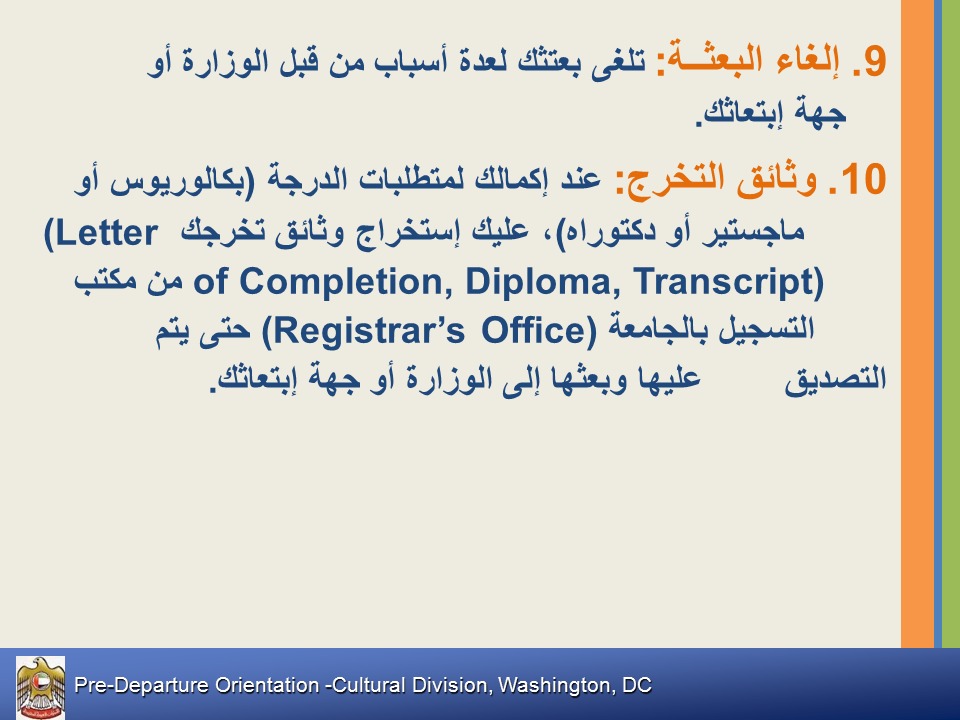 9. إلغاء البعثــة: تلغى بعتثك لعدة أسباب من قبل الوزارة أو
جهة إبتعاثك.
10. وثائق التخرج: عند إكمالك لمتطلبات الدرجة (بكالوريوس أو
ماجستير أو دكتوراه)، عليك إستخراج وثائق تخرجك (Letter
of Completion, Diploma, Transcript) من مكتب
التسجيل بالجامعة (Registrar’s Office) حتى يتم
التصديق عليها وبعثها إلى الوزارة أو جهة إبتعاثك.
Pre-Departure Orientation -Cultural Division, Washington, DC